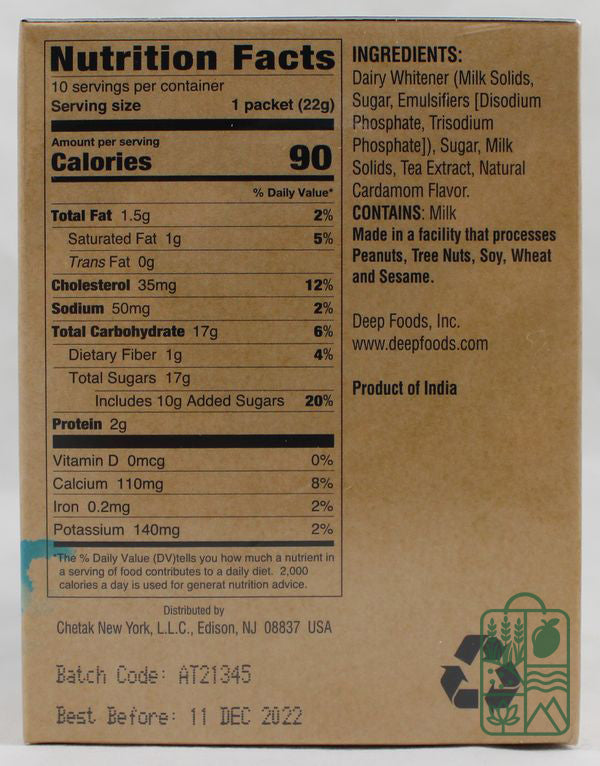 Nutrition Facts
10 servings per container
Serving size 1 packet (22g)
Amount per serving
Calories 90
% Daily Value*
Total Fat 1.5g 2%
Saturated Fat 1g 5%
Trans Fat 0g
Cholesterol 35mg 12%
Sodium 50mg 2%
Total Carbohydrate 17g 6%
Dietary Fiber 1g 4%
Total Sugars 17g
Includes 10g Added Sugars 20%
Protein 2g
Vitamin D 0mcg 0%
Calcium 110mg 8%
Iron 0.2mg 2%
Potassium 140mg 2%
*The % Daily Value (DV)tells you how much a nutrient in
a serving of food contributes to a daily diet. 2,000
calories a day is used for generat nutrition advice.
Distributed by
Chetak New York, L.L.C., Edison, NJ 08837 USA
Batch Code: AT21345
Best Before: 11 DEC 2022
INGREDIENTS:
Dairy Whitener (Milk Solids,
Sugar, Emulsifiers [Disodium
Phosphate, Trisodium
Phosphate]), Sugar, Milk
Solids, Tea Extract, Natural
Cardamom Flavor.
CONTAINS: Milk
Made in a facility that processes
Peanuts, Tree Nuts, Soy, Wheat
and Sesame.
Deep Foods, Inc.
www.deepfoods.com
Product of India